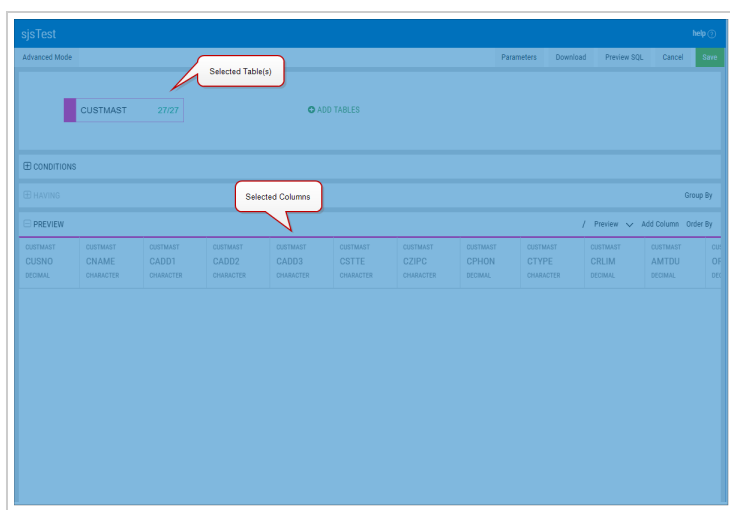 sjsTest help ?
Advanced Mode Parameters Download Preview SQL Cancel Save
Selected Table(s)
CUSTMAST 27/27 ADD TABLES
CONDITIONS
HAVING Group By
Selected Columns
PREVIEW / Preview Add Column Order By
CUSTMAST CUSTMAST CUSTMAST CUSTMAST CUSTMAST CUSTMAST CUSTMAST CUSTMAST CUSTMAST CUSTMAST CUSTMAST
CUSNO CNAME CADD1 CADD2 CADD3 CSTTE CZIPC CPHON CTYPE CRLIM AMTDU
DECIMAL CHARACTER CHARACTER CHARACTER CHARACTER CHARACTER CHARACTER DECIMAL CHARACTER DECIMAL DECIMAL